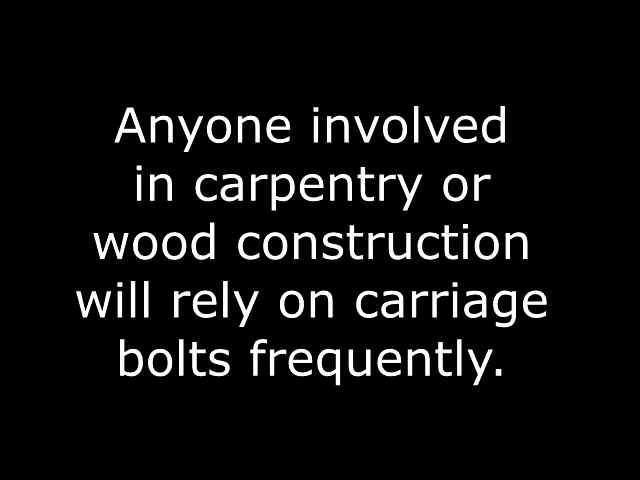 Anyone involved
in carpentry or
wood construction
will rely on carriage
bolts frequently.